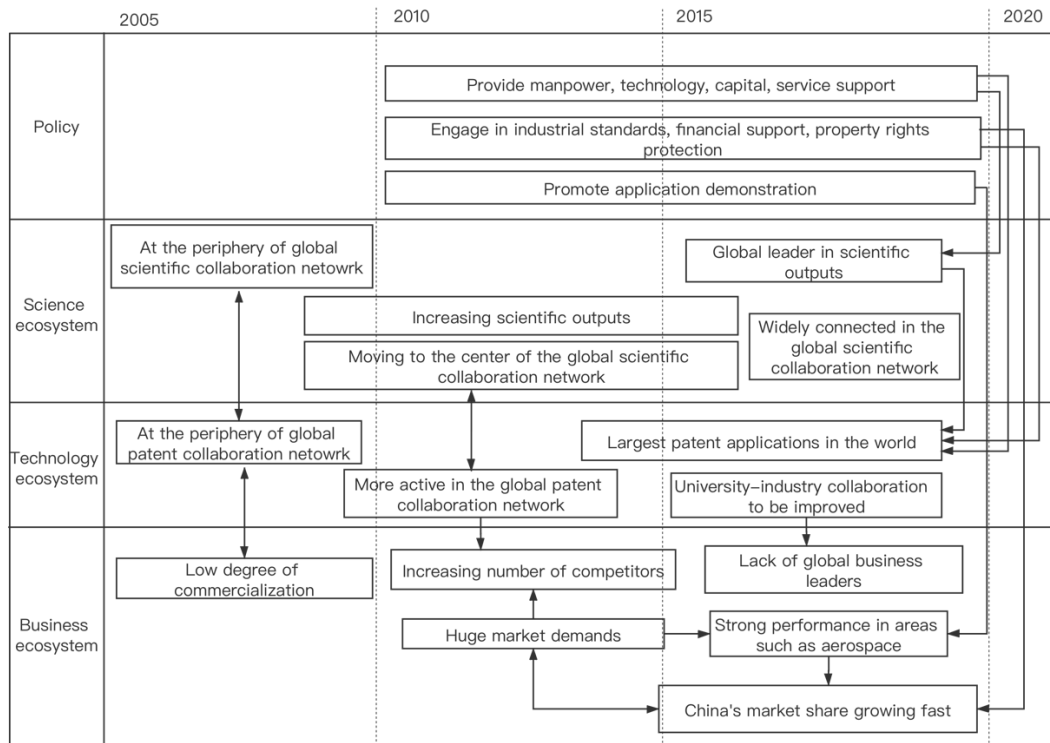 2005
2010
2015
2020
Policy
Provide manpower, technology, capital, service support
Engage in industrial standards, financial support, property rights
protection
Promote application demonstration
Science
ecosystem
At the periphery of global
scientific collaboration netowrk
Global leader in scientific
outputs
Increasing scientific outputs
Widely connected in the
global scientific
collaboration network
Moving to the center of the global scientific
collaboration network
Technology
ecosystem
At the periphery of global
patent collaboration netowrk
Largest patent applications in the world
More active in the global patent
collaboration network
University-industry collaboration
to be improved
Business
ecosystem
Low degree of
commercialization
Increasing number of competitors
Lack of global business
leaders
Huge market demands
Strong performance in areas
such as aerospace
China's market share growing fast